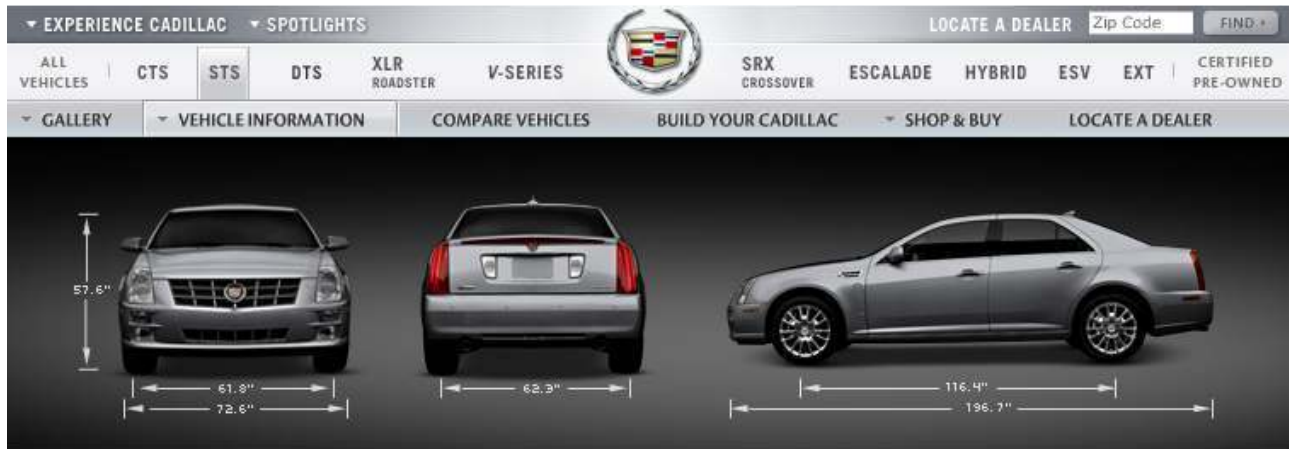 EXPERIENCE CADILLAC SPOTLIGHTS LOCATE A DEALER Zip Code FIND
ALL VEHICLES CTS STS DTS XLR ROADSTER V-SERIES SRX CROSSOVER ESCALADE HYBRID ESV EXT CERTIFIED PRE-OWNED
GALLERY VEHICLE INFORMATION COMPARE VEHICLES BUILD YOUR CADILLAC SHOP & BUY LOCATE A DEALER
57.6"
61.8" 62.3" 116.4"
72.6" 196.7"